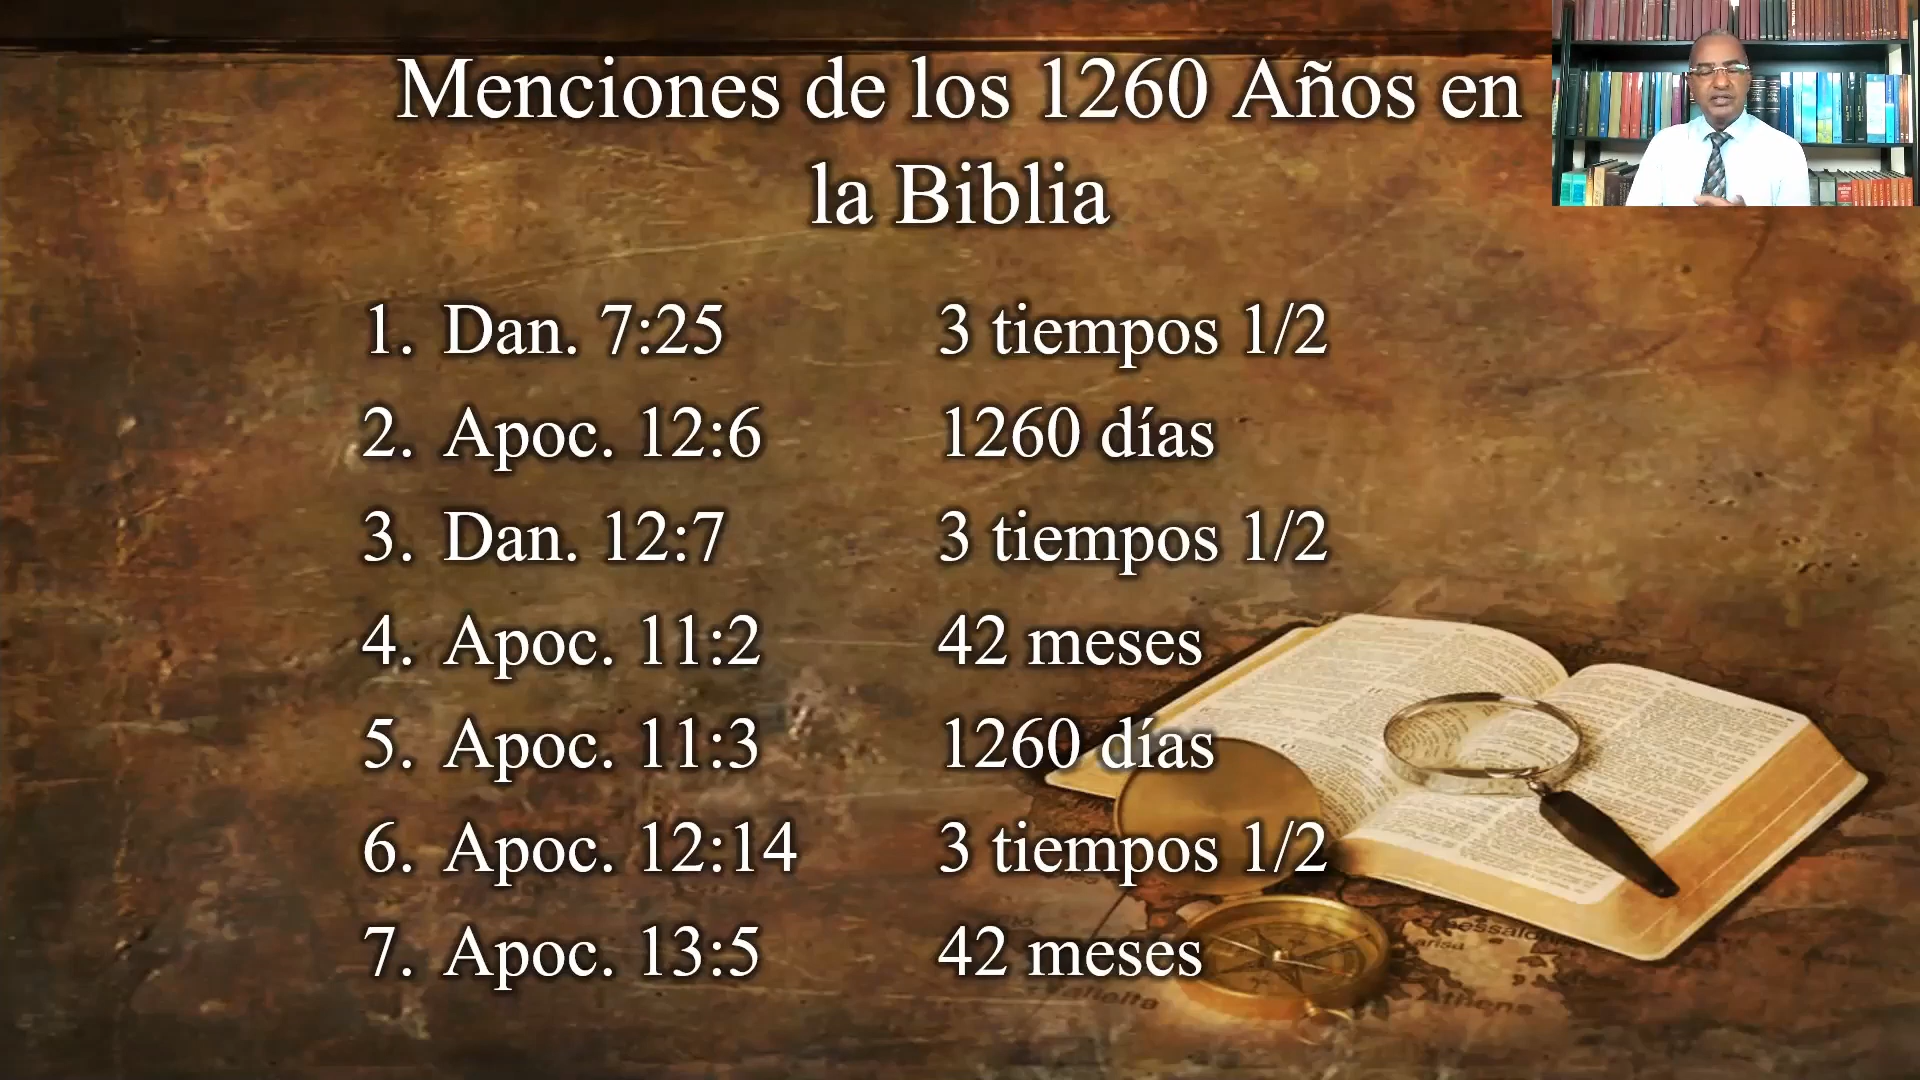 Menciones de los 1260 Años en
la Biblia
1. Dan. 7:25 3 tiempos 1/2
2. Apoc. 12:6 1260 días
3. Dan. 12:7 3 tiempos 1/2
4. Apoc. 11:2 42 meses
5. Apoc. 11:3 1260 días
6. Apoc. 12:14 3 tiempos 1/2
7. Apoc. 13:5 42 meses
Athens